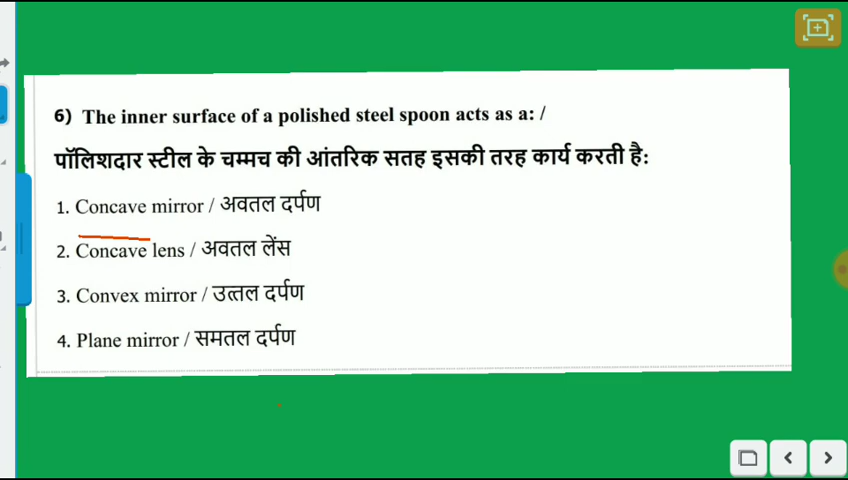 6) The inner surface of a polished steel spoon acts as a: /
पॉलिशदार स्टील के चम्मच की आंतरिक सतह इसकी तरह कार्य करती है:
1. Concave mirror / अवतल दर्पण
2. Concave lens / अवतल लेंस
3. Convex mirror / उत्तल दर्पण
4. Plane mirror / समतल दर्पण